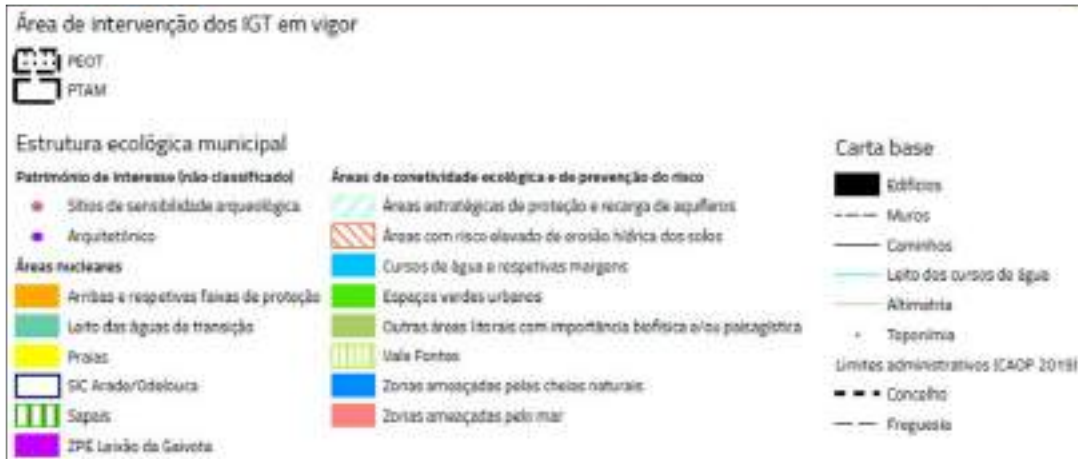 Área de intervenção dos IGT em vigor
PEOT
PTAM
Estrutura ecológica municipal
Património de interesse (não classificado)
Sítios de sensibilidade arqueológica
Arquitetónico
Áreas nucleares
Arribas e respetivas faixas de proteção
Leito das águas de transição
Praias
SIC Arade/Odelouca
Sapais
ZPE Leixão da Gaivota
Áreas de conetividade ecológica e de prevenção do risco
Áreas estratégicas de proteção e recarga de aquíferos
Áreas com risco elevado de erosão hídrica dos solos
Cursos de água e respetivas margens
Espaços verdes urbanos
Outras áreas litorais com importância biofísica e/ou paisagística
Vale Fontes
Zonas ameaçadas pelas cheias naturais
Zonas ameaçadas pelo mar
Carta base
Edifícios
Muros
Caminhos
Leito dos cursos de água
Altimetria
Toponímia
Limites administrativos (CAOP 2019)
Concelho
Freguesia